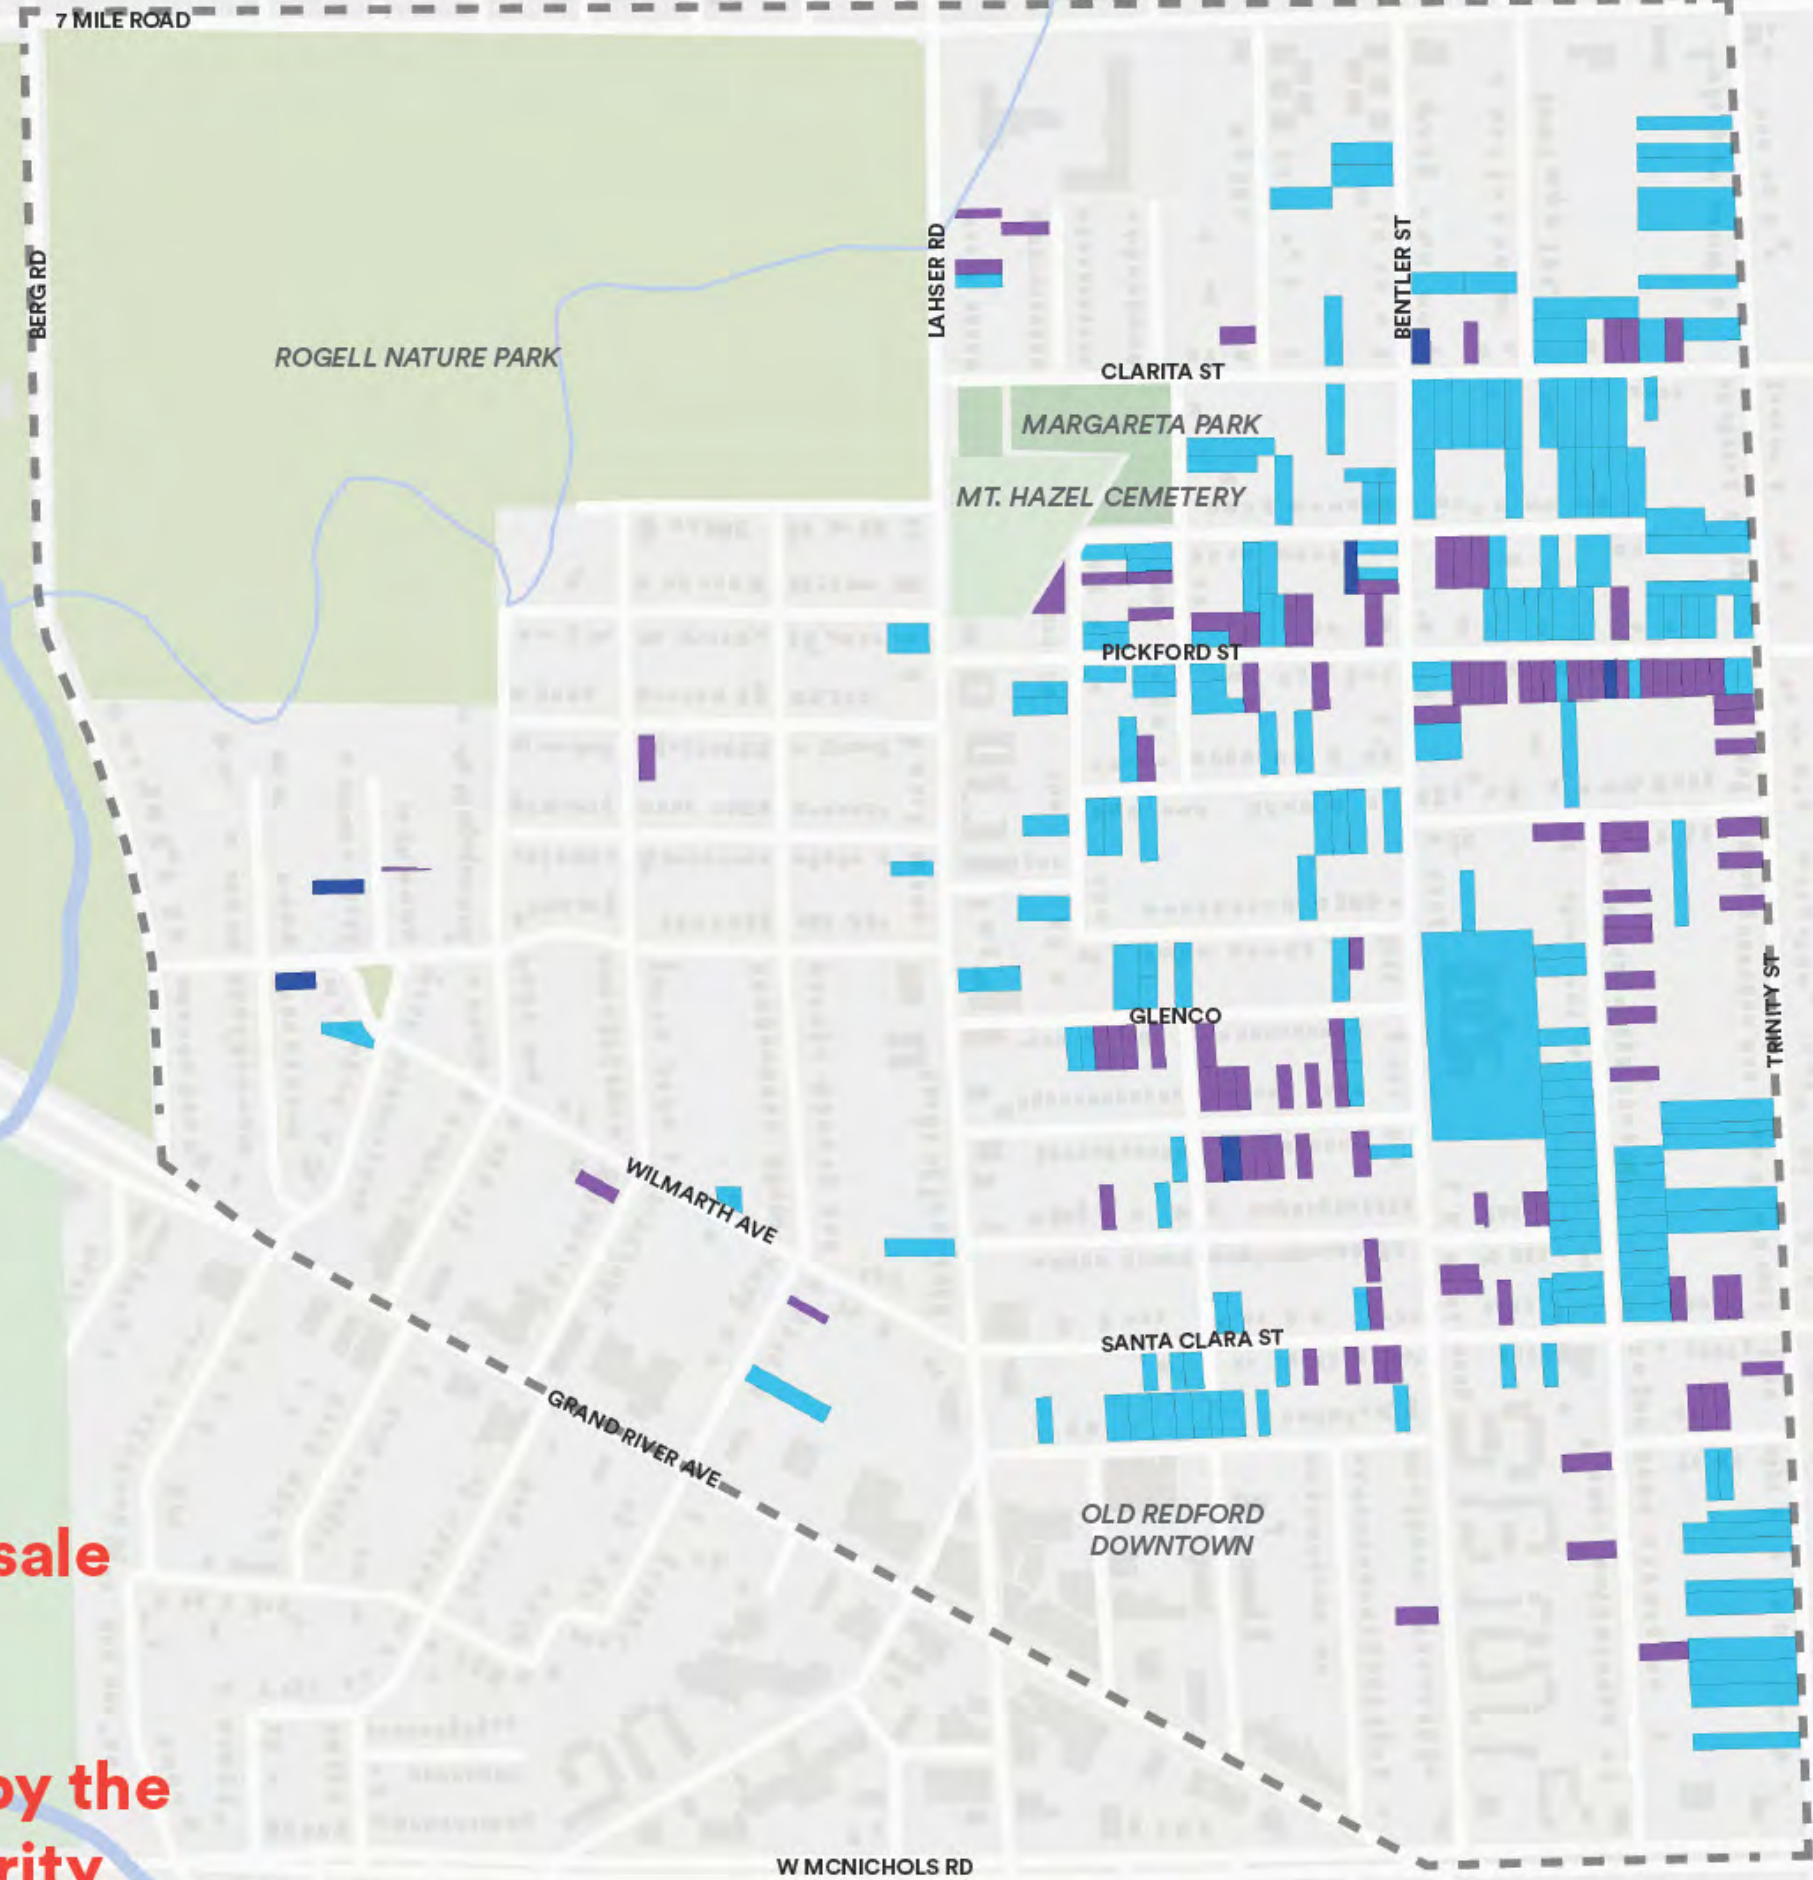 7 MILE ROAD
BERG RD
LAHSER RD
BENTLER ST
ROGELL NATURE PARK
CLARITA ST
MARGARETA PARK
MT. HAZEL CEMETERY
PICKFORD ST
GLENCO
TRINITY ST
WILMARTH AVE
SANTA CLARA ST
GRAND RIVER AVE
OLD REDFORD
DOWNTOWN
sale
by the
rity
W MCNICHOLS RD